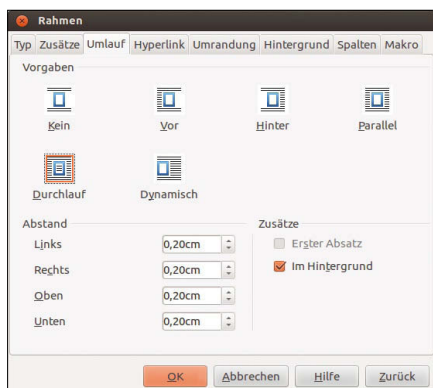 Rahmen
Typ Zusätze Umlauf Hyperlink Umrandung Hintergrund Spalten Makro
Vorgaben
Kein Vor Hinter Parallel
Durchlauf Dynamisch
Abstand Zusätze
Links 0,20cm Erster Absatz
Rechts 0,20cm Im Hintergrund
Oben 0,20cm
Unten 0,20cm
OK Abbrechen Hilfe Zurück